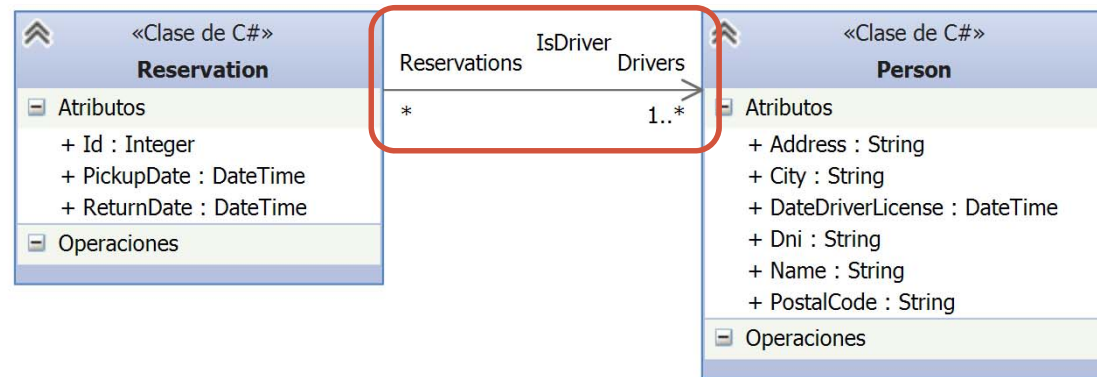 «Clase de C#»
Reservation
Atributos
+ Id : Integer
+ PickupDate : DateTime
+ ReturnDate : DateTime
Operaciones
IsDriver
Reservations
Drivers
*
1..*
«Clase de C#»
Person
Atributos
+ Address : String
+ City : String
+ DateDriverLicense : DateTime
+ Dni : String
+ Name : String
+ PostalCode : String
Operaciones